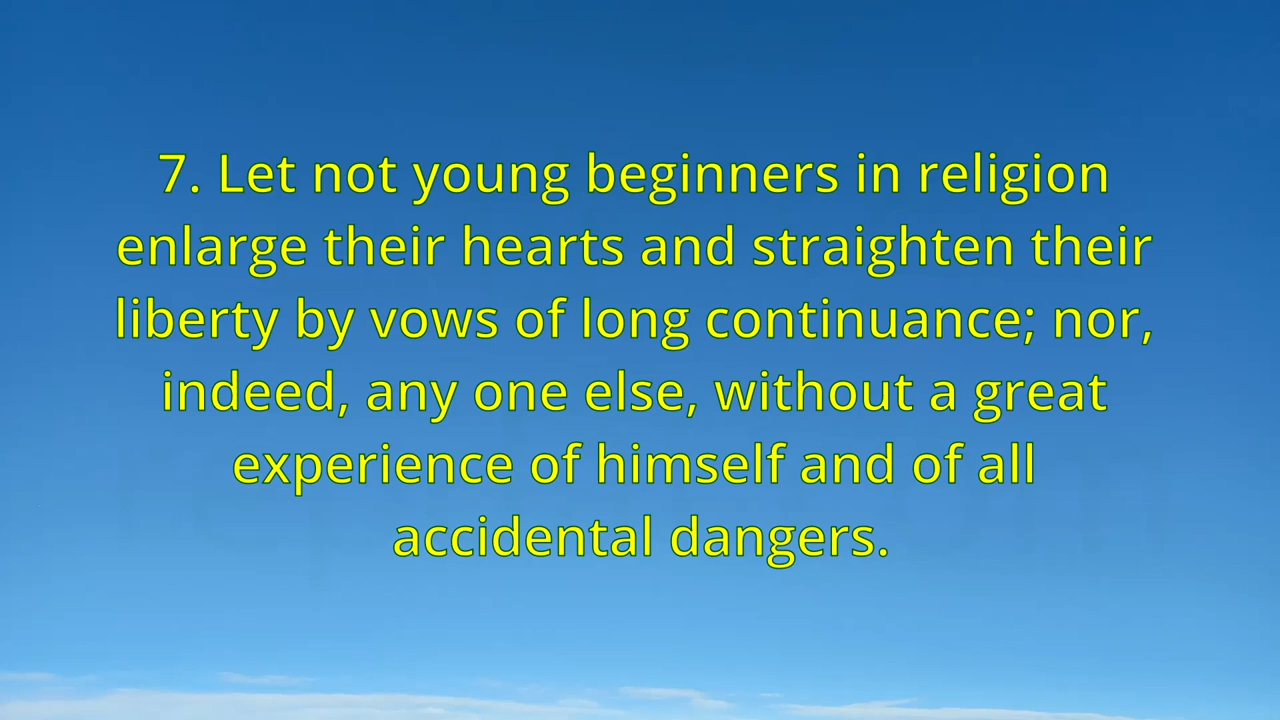 7. Let not young beginners in religion
enlarge their hearts and straighten their
liberty by vows of long continuance; nor,
indeed, any one else, without a great
experience of himself and of all
accidental dangers.